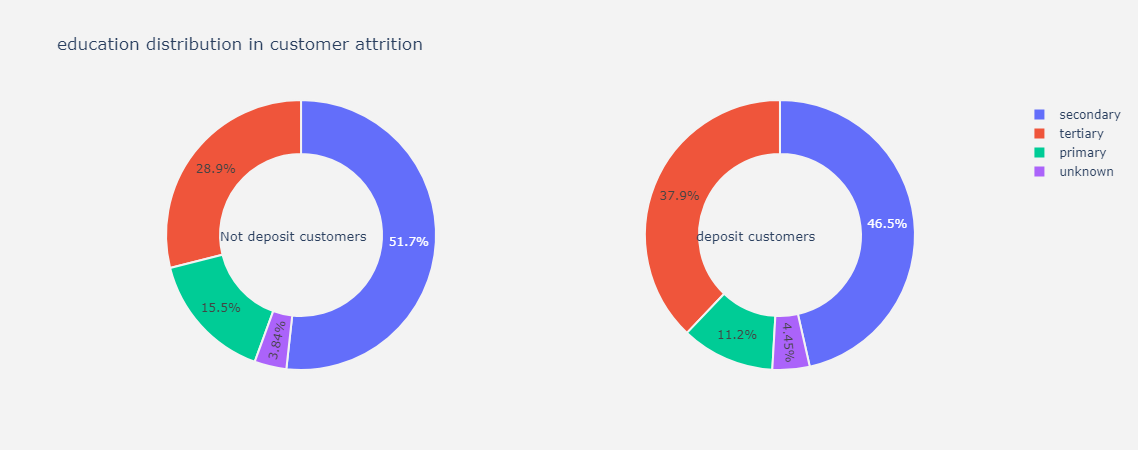 education distribution in customer attrition
28.9%
Not deposit customers
51.7%
15.5%
3.84%
37.9%
deposit customers
46.5%
11.2%
4.45%
secondary
tertiary
primary
unknown